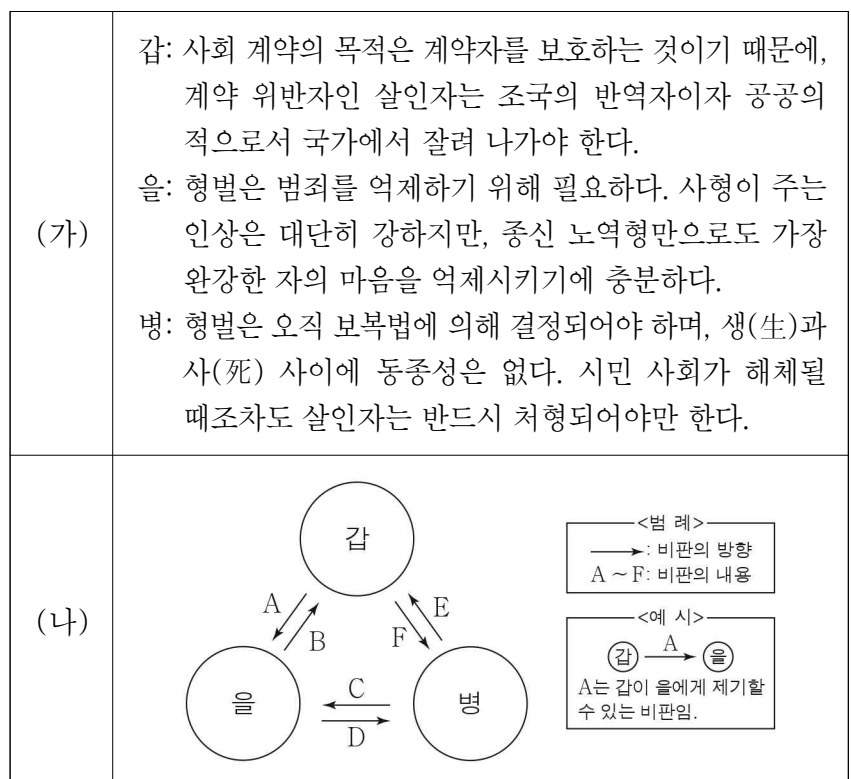 (가)
갑: 사회 계약의 목적은 계약자를 보호하는 것이기 때문에,
계약 위반자인 살인자는 조국의 반역자이자 공공의
적으로서 국가에서 잘려 나가야 한다.
을: 형벌은 범죄를 억제하기 위해 필요하다. 사형이 주는
인상은 대단히 강하지만, 종신 노역형만으로도 가장
완강한 자의 마음을 억제시키기에 충분하다.
병: 형벌은 오직 보복법에 의해 결정되어야 하며, 생(生)과
사(死) 사이에 동종성은 없다. 시민 사회가 해체될
때조차도 살인자는 반드시 처형되어야만 한다.
(나)
갑
A
B
E
F
을
C
D
병
<범 례>
: 비판의 방향
A ~ F: 비판의 내용
<예 시>
갑 A 을
A는 갑이 을에게 제기할
수 있는 비판임.